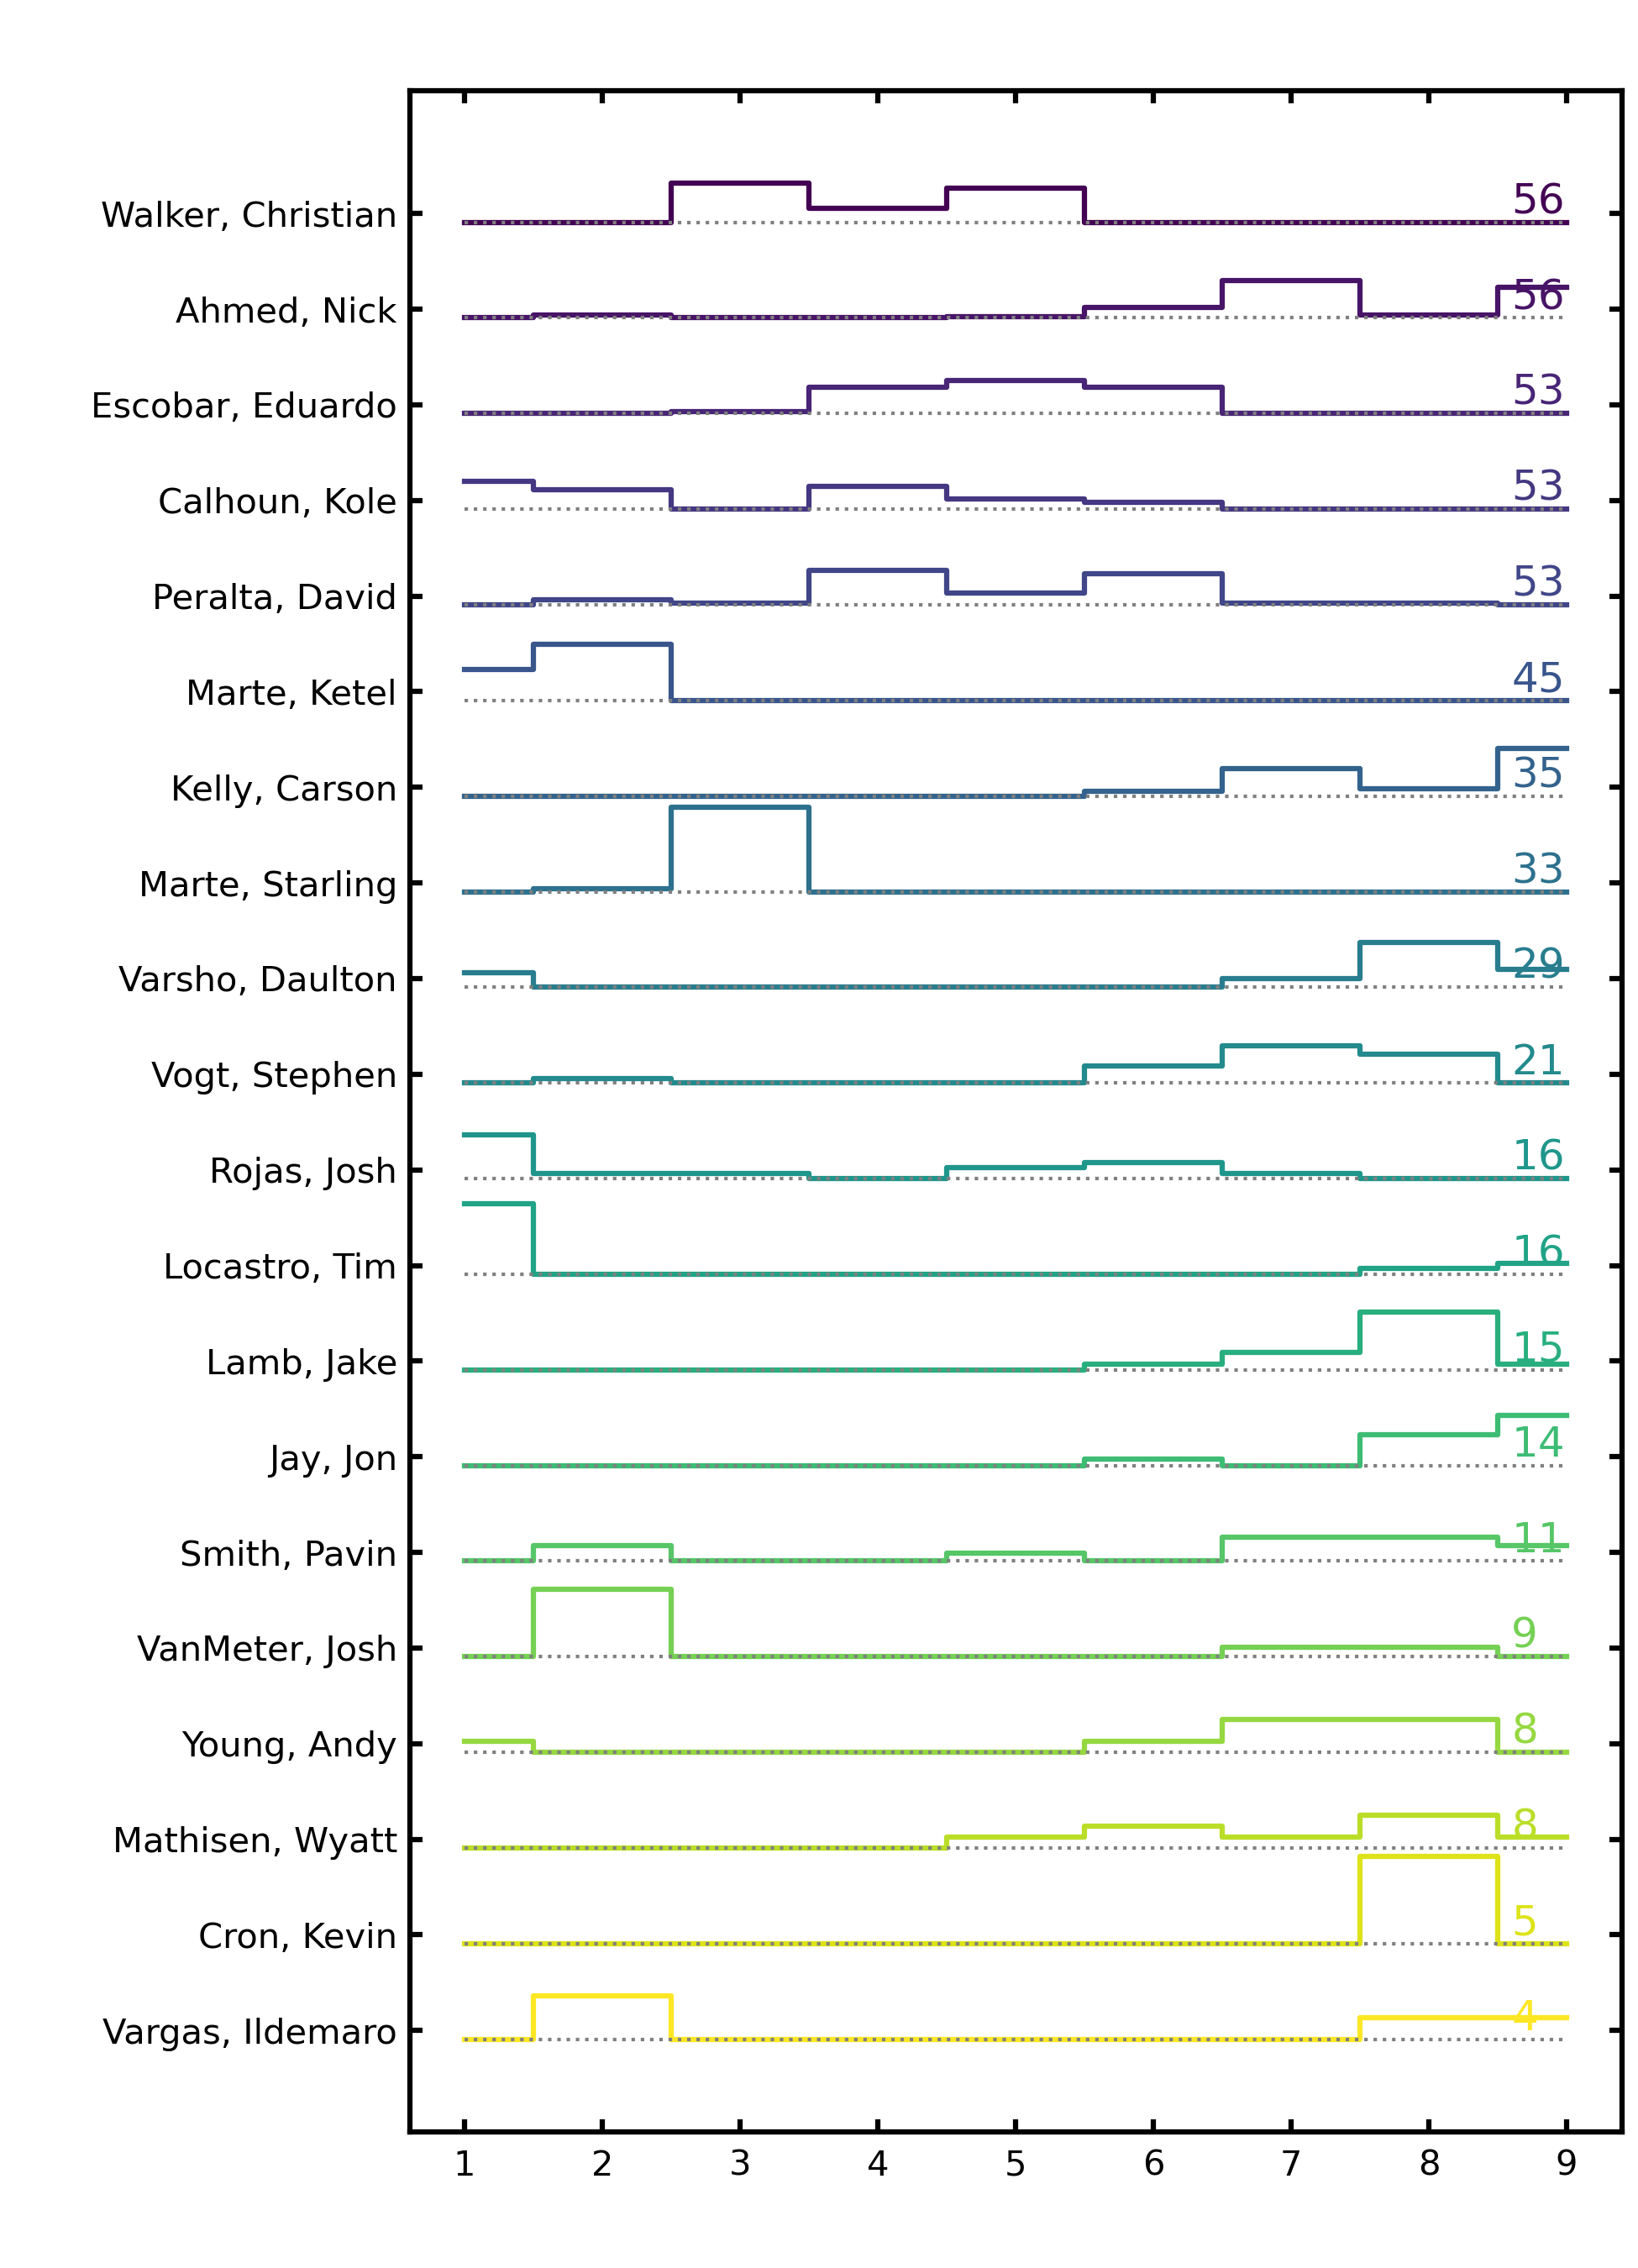 Walker, Christian 56
Ahmed, Nick 56
Escobar, Eduardo 53
Calhoun, Kole 53
Peralta, David 53
Marte, Ketel 45
Kelly, Carson 35
Marte, Starling 33
Varsho, Daulton 29
Vogt, Stephen 21
Rojas, Josh 16
Locastro, Tim 16
Lamb, Jake 15
Jay, Jon 14
Smith, Pavin 11
VanMeter, Josh 9
Young, Andy 8
Mathisen, Wyatt 8
Cron, Kevin 5
Vargas, Ildemaro 4
1 2 3 4 5 6 7 8 9